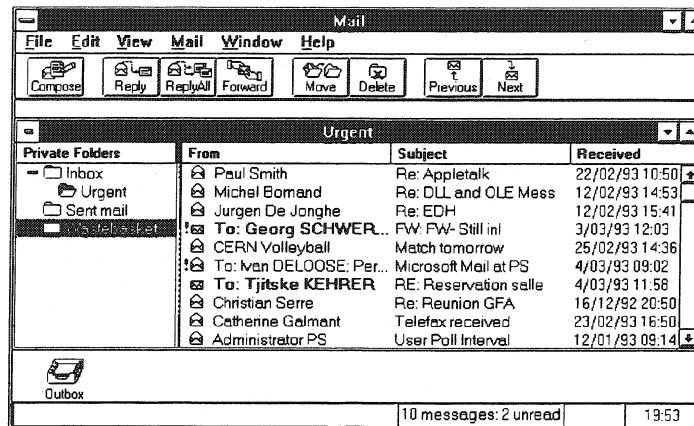 Mail
File Edit View Mail Window Help
Compose Reply ReplyAll Forward Move Delete Previous Next
Urgent
Private Folders From Subject Received
Inbox Paul Smith Re: Appletalk 22/02/93 10:50
Urgent Michel Bornand Re: DLL and OLE Mess 12/02/93 14:53
Sent mail Jurgen De Jonghe Re: EDH 12/02/93 15:41
! To: Georg SCHWER... FW: FW- Still in! 3/03/93 12:03
CERN Volleyball Match tomorrow 25/02/93 14:36
! To: Ivan DELOOSE; Per... Microsoft Mail at PS 4/03/93 09:02
To: Tjitske KEHRER RE: Reservation salle 4/03/93 11:58
Christian Serre Re: Reunion GFA 16/12/92 20:50
Catherine Galmant Telefax received 23/02/93 16:50
Administrator PS User Poll Interval 12/01/93 09:14
Outbox
10 messages: 2 unread 19:53